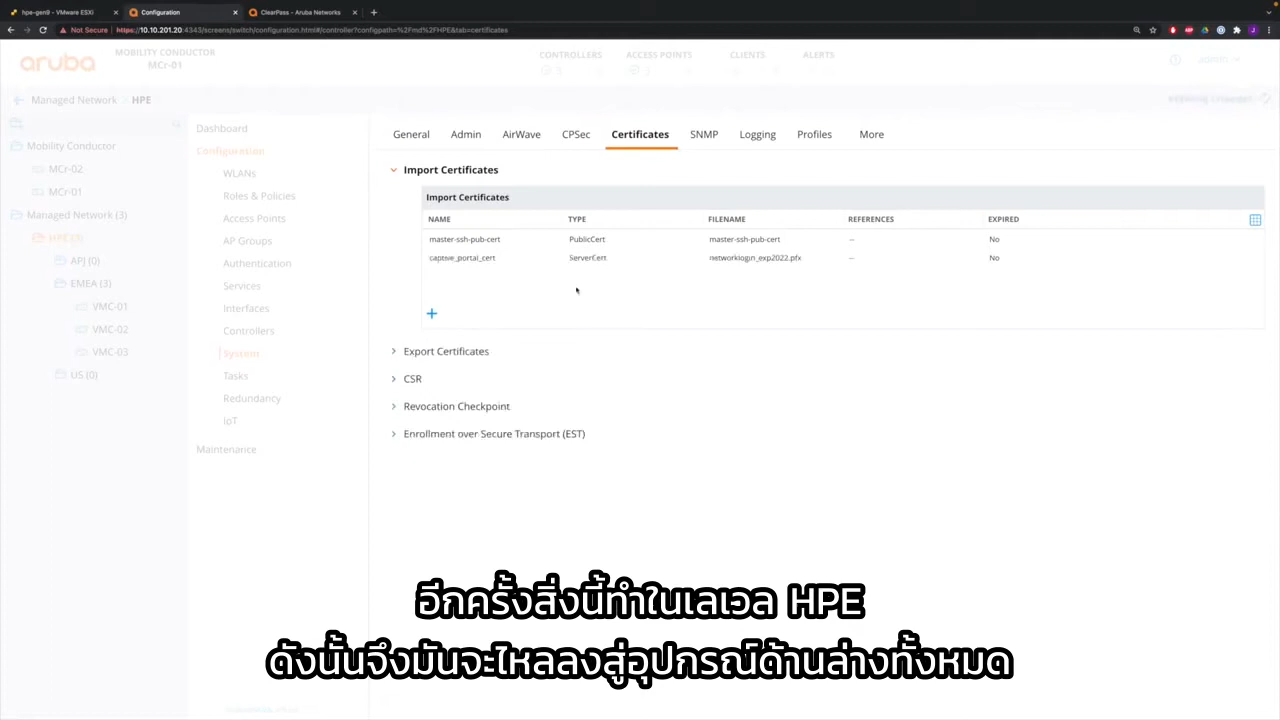 hpe-gen9 - VMware ESXi
Configuration
ClearPass - Aruba Networks
Not Secure
https://10.10.201.20:4343/screens/switch/configuration.html#/controller?configpath=%2Fmd%2FHPE&tab=certificates
aruba
MOBILITY CONDUCTOR
MCr-01
CONTROLLERS
ACCESS POINTS
CLIENTS
ALERTS
3
3
admin
Managed Network > HPE
Mobility Conductor
MCr-02
MCr-01
Managed Network (3)
HPE (3)
APJ (0)
EMEA (3)
VMC-01
VMC-02
VMC-03
US (0)
Dashboard
Configuration
WLANs
Roles & Policies
Access Points
AP Groups
Authentication
Services
Interfaces
Controllers
System
Tasks
Redundancy
IoT
Maintenance
General Admin AirWave CPSec Certificates SNMP Logging Profiles More
Import Certificates
Import Certificates
NAME TYPE FILENAME REFERENCES EXPIRED
master-ssh-pub-cert PublicCert master-ssh-pub-cert -- No
captive_portal_cert ServerCert networklogin_exp2022.pfx -- No
+
Export Certificates
CSR
Revocation Checkpoint
Enrollment over Secure Transport (EST)
อีกครั้งสิ่งนี้ทำในเลเวล HPE
ดังนั้นจึงมันจะไหลลงสู่อุปกรณ์ด้านล่างทั้งหมด